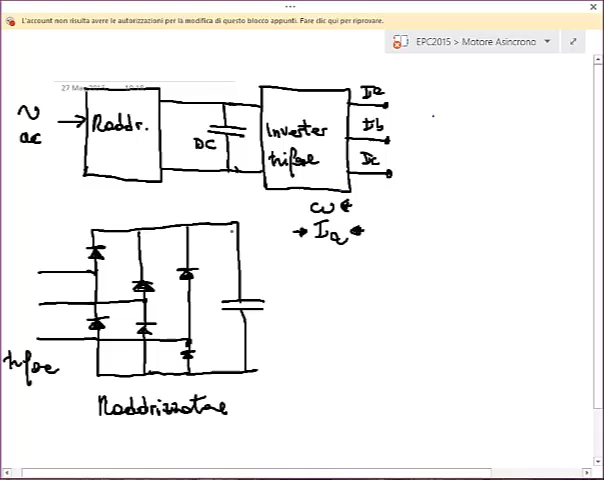 L'account non risulta avere le autorizzazioni per la modifica di questo blocco appunti. Fare clic qui per riprovare.
EPC2015 > Motore Asincrono
27 Mag
ac
Raddr.
DC
Inverter
trifase
Ia
Ib
Ic
ω*
trifase
Raddrizzatore